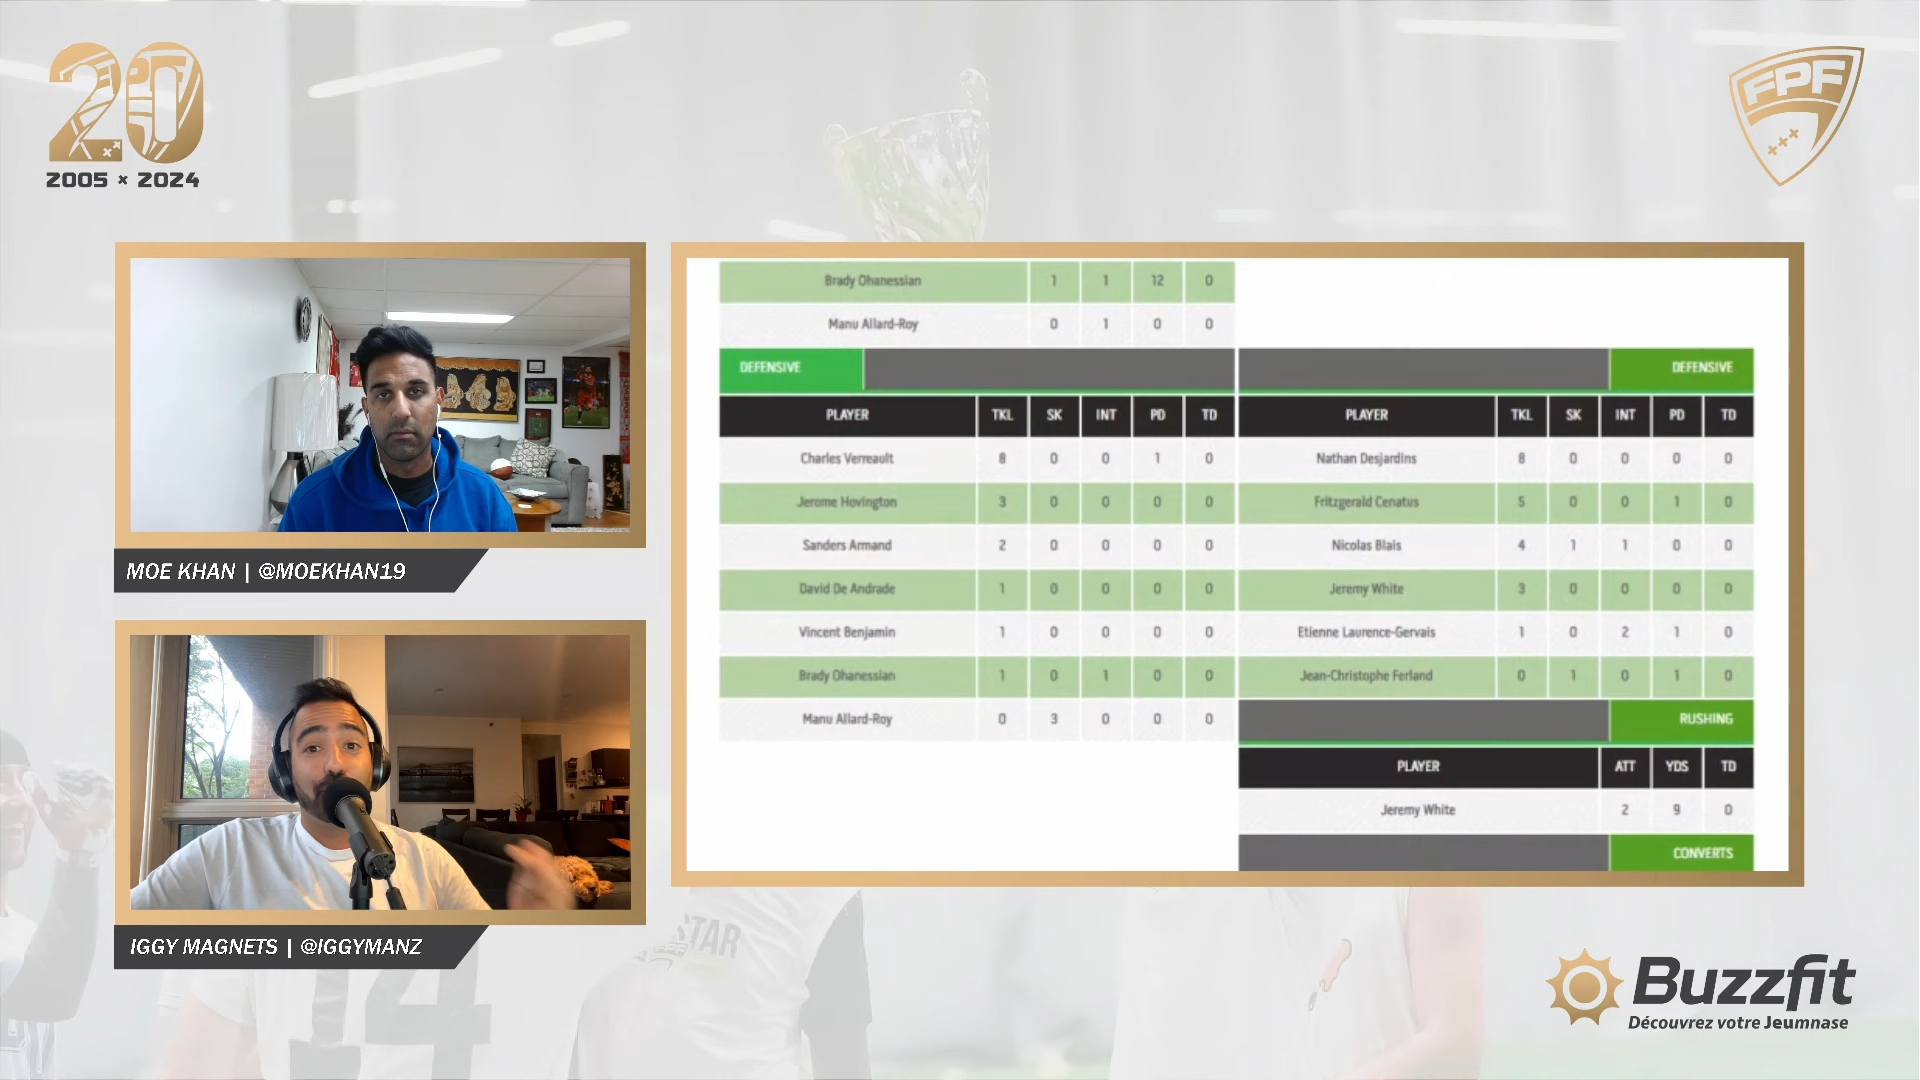 20
2005 × 2024
FPF
MOE KHAN | @MOEKHAN19
IGGY MAGNETS | @IGGYMANZ
Brady Ohanessian 1 1 12 0
Manu Allard-Roy 0 1 0 0
DEFENSIVE
PLAYER TKL SK INT PD TD
Charles Verreault 8 0 0 1 0
Jerome Hovington 3 0 0 0 0
Sanders Armand 2 0 0 0 0
David De Andrade 1 0 0 0 0
Vincent Benjamin 1 0 0 0 0
Brady Ohanessian 1 0 1 0 0
Manu Allard-Roy 0 3 0 0 0
DEFENSIVE
PLAYER TKL SK INT PD TD
Nathan Desjardins 8 0 0 0 0
Fritzgerald Cenatus 5 0 0 1 0
Nicolas Blais 4 1 1 0 0
Jeremy White 3 0 0 0 0
Etienne Laurence-Gervais 1 0 2 1 0
Jean-Christophe Ferland 0 1 0 1 0
RUSHING
PLAYER ATT YDS TD
Jeremy White 2 9 0
CONVERTS
STAR
FPF
14
Buzzfit
Découvrez votre Jeumnase